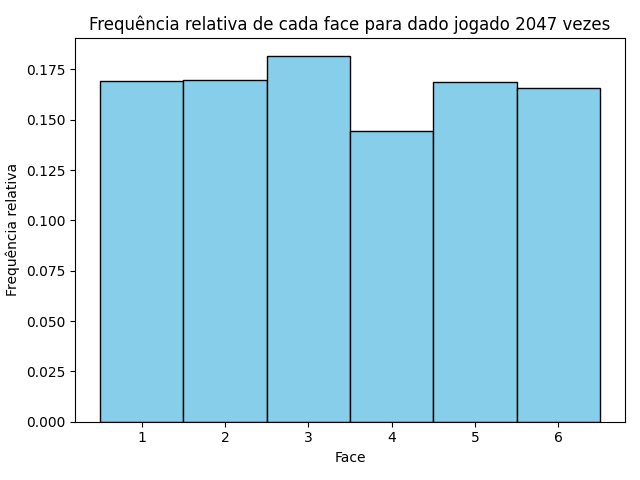 Frequência relativa de cada face para dado jogado 2047 vezes
Frequência relativa
0.175
0.150
0.125
0.100
0.075
0.050
0.025
0.000
1 2 3 4 5 6
Face